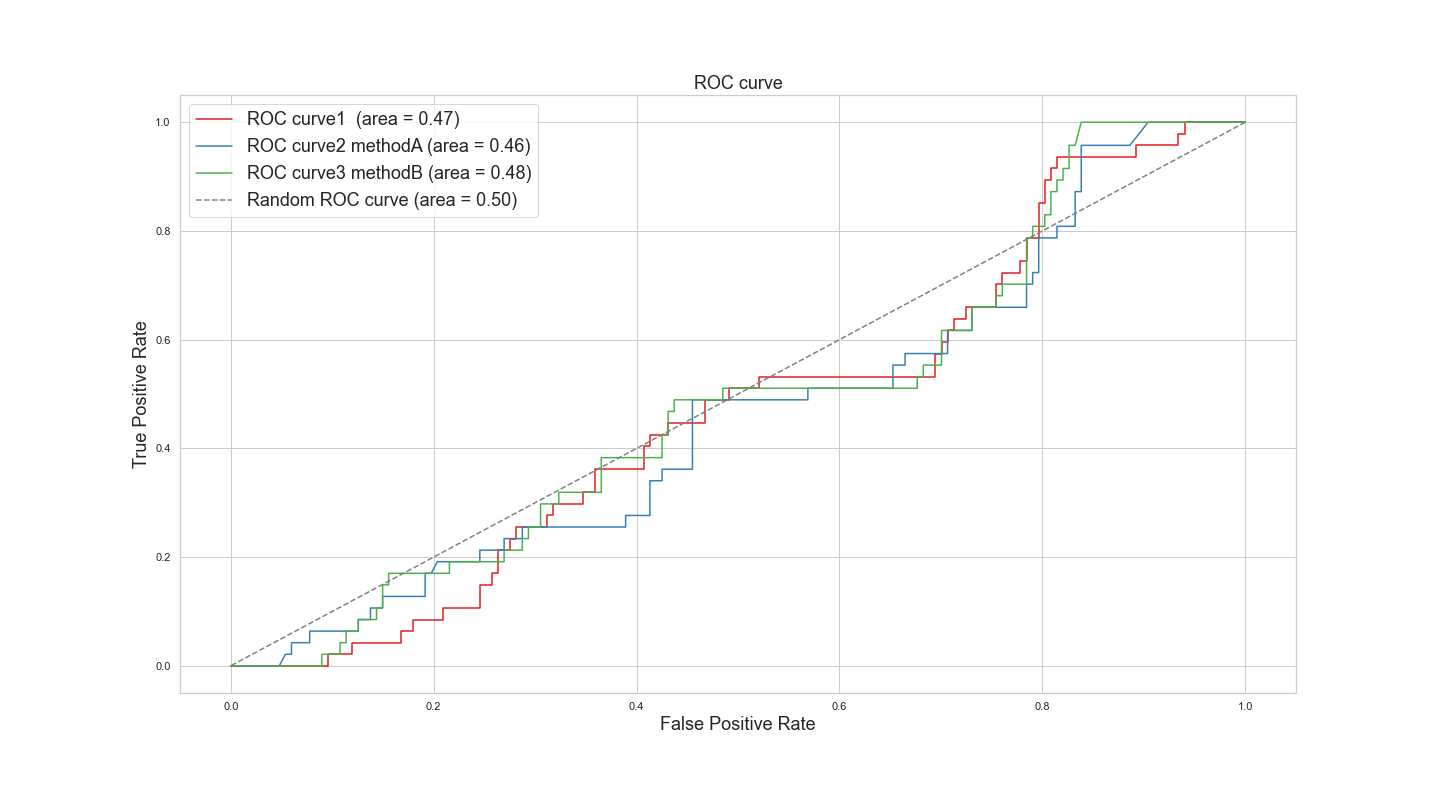 ROC curve
ROC curve1  (area = 0.47)
ROC curve2 methodA (area = 0.46)
ROC curve3 methodB (area = 0.48)
Random ROC curve (area = 0.50)
1.0
0.8
0.6
0.4
0.2
0.0
True Positive Rate
0.0 0.2 0.4 0.6 0.8 1.0
False Positive Rate